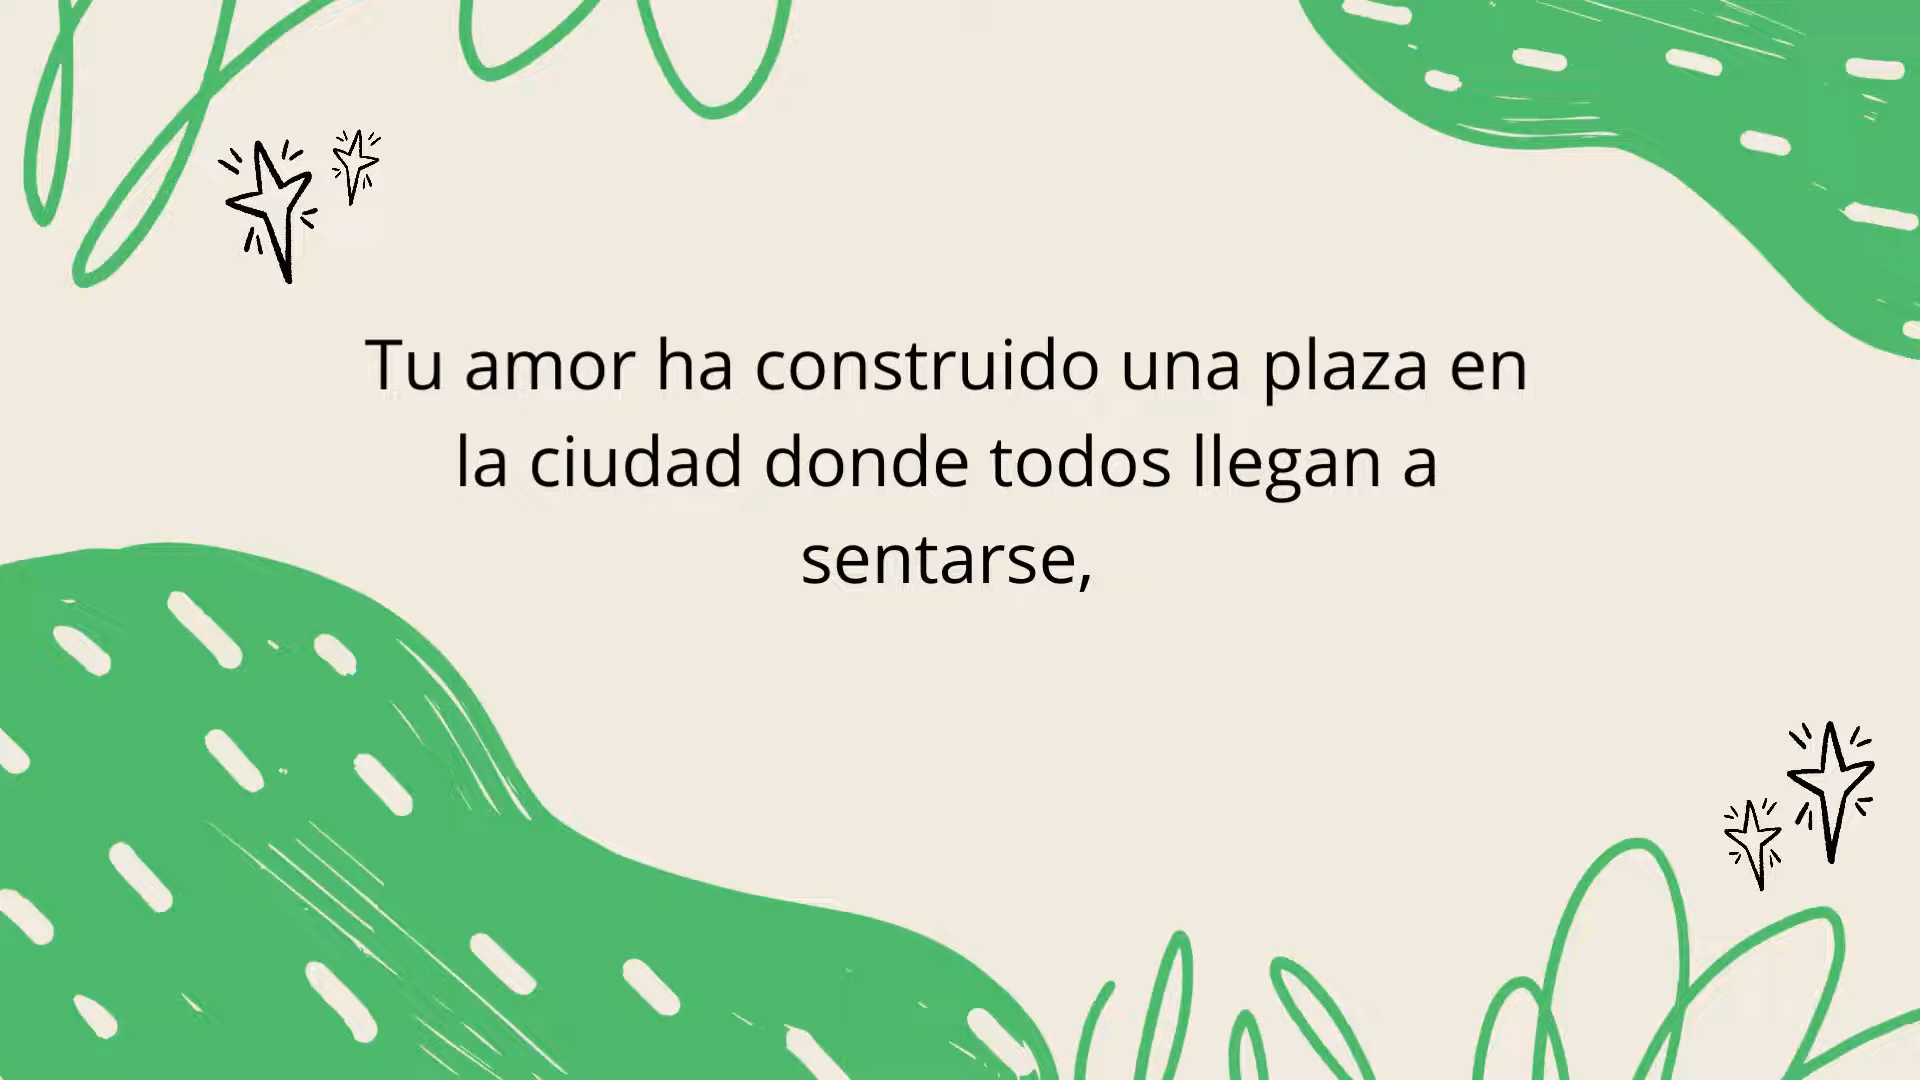 Tu amor ha construido una plaza en
la ciudad donde todos llegan a
sentarse,